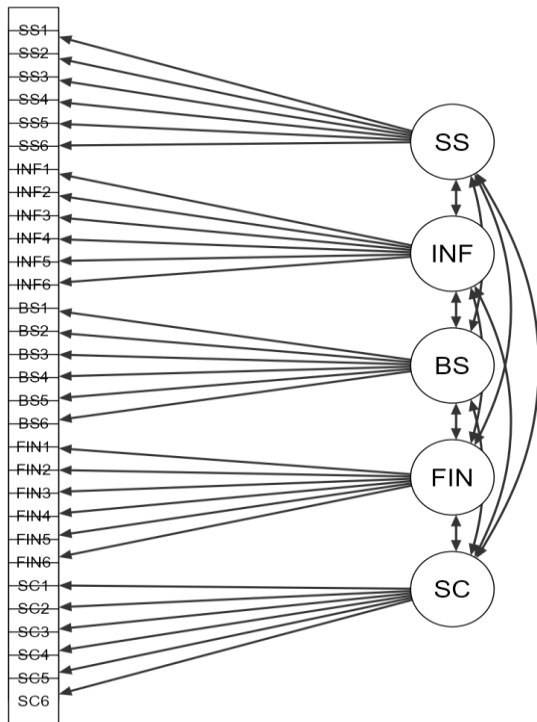 SS1
SS2
SS3
SS4
SS5
SS6
INF1
INF2
INF3
INF4
INF5
INF6
BS1
BS2
BS3
BS4
BS5
BS6
FIN1
FIN2
FIN3
FIN4
FIN5
FIN6
SC1
SC2
SC3
SC4
SC5
SC6
SS
INF
BS
FIN
SC